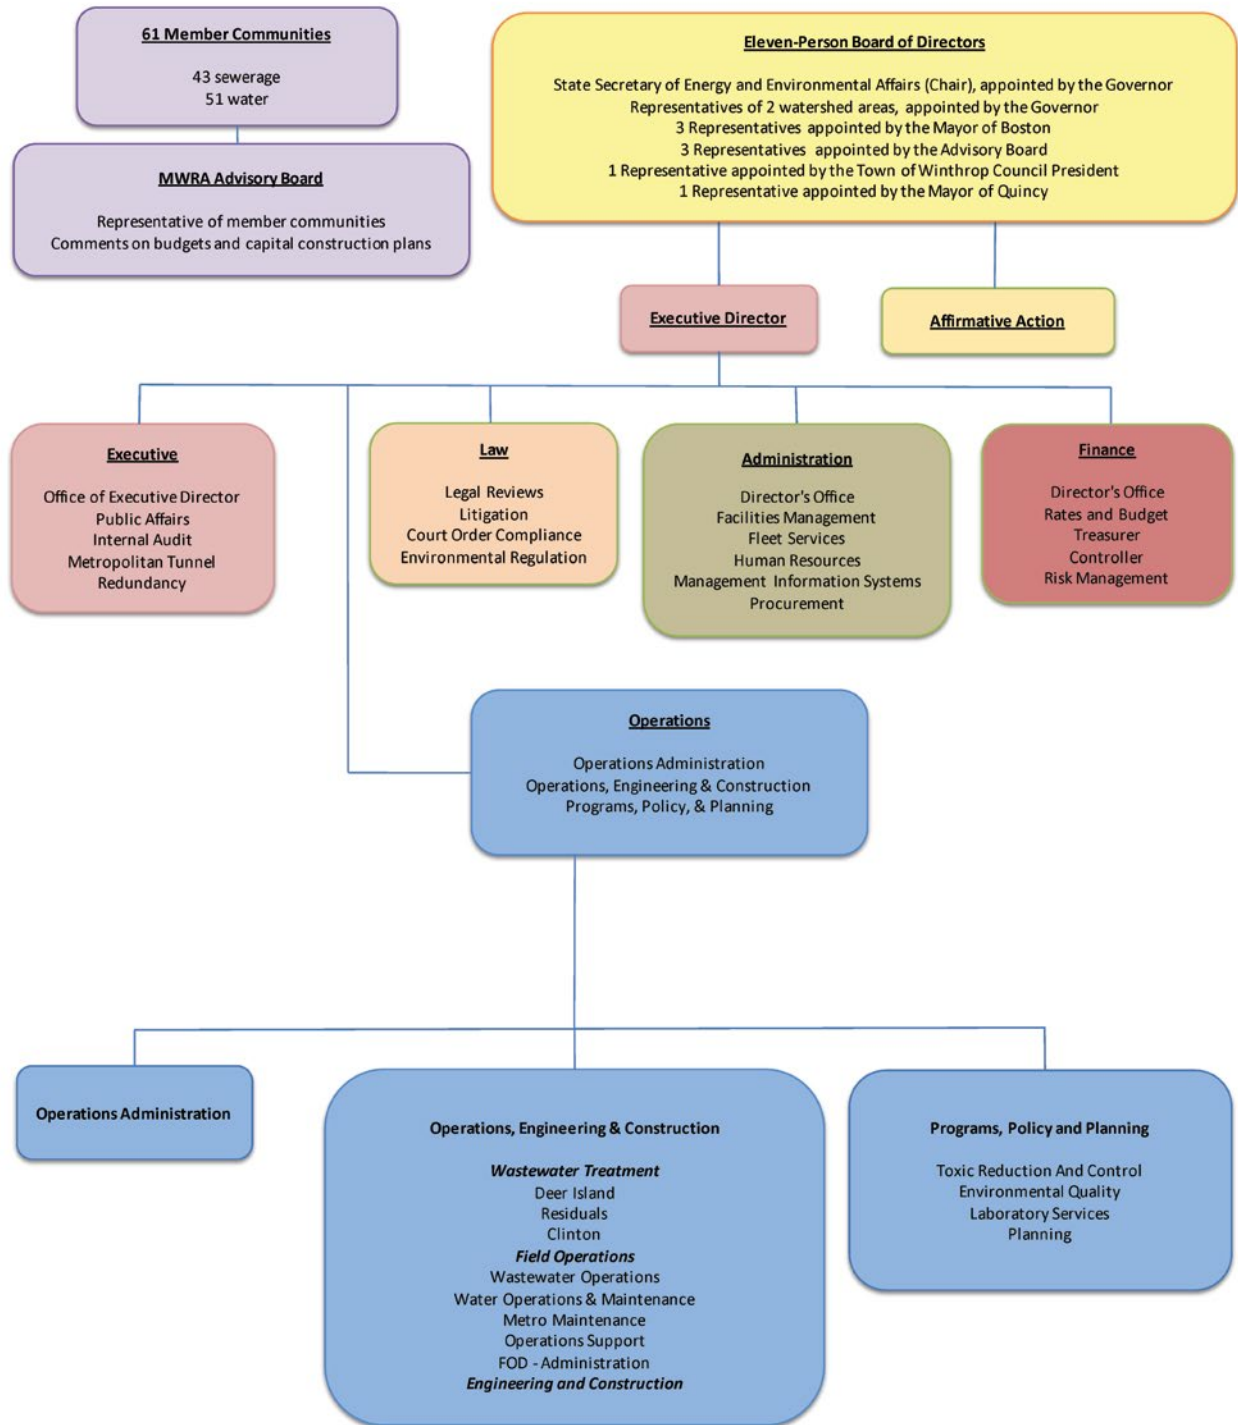 61 Member Communities
43 sewerage
51 water
MWRA Advisory Board
Representative of member communities
Comments on budgets and capital construction plans
Eleven-Person Board of Directors
State Secretary of Energy and Environmental Affairs (Chair), appointed by the Governor
Representatives of 2 watershed areas, appointed by the Governor
3 Representatives appointed by the Mayor of Boston
3 Representatives appointed by the Advisory Board
1 Representative appointed by the Town of Winthrop Council President
1 Representative appointed by the Mayor of Quincy
Executive Director
Affirmative Action
Executive
Office of Executive Director
Public Affairs
Internal Audit
Metropolitan Tunnel
Redundancy
Law
Legal Reviews
Litigation
Court Order Compliance
Environmental Regulation
Administration
Director's Office
Facilities Management
Fleet Services
Human Resources
Management Information Systems
Procurement
Finance
Director's Office
Rates and Budget
Treasurer
Controller
Risk Management
Operations
Operations Administration
Operations, Engineering & Construction
Programs, Policy, & Planning
Operations Administration
Operations, Engineering & Construction
Wastewater Treatment
Deer Island
Residuals
Clinton
Field Operations
Wastewater Operations
Water Operations & Maintenance
Metro Maintenance
Operations Support
FOD - Administration
Engineering and Construction
Programs, Policy and Planning
Toxic Reduction And Control
Environmental Quality
Laboratory Services
Planning